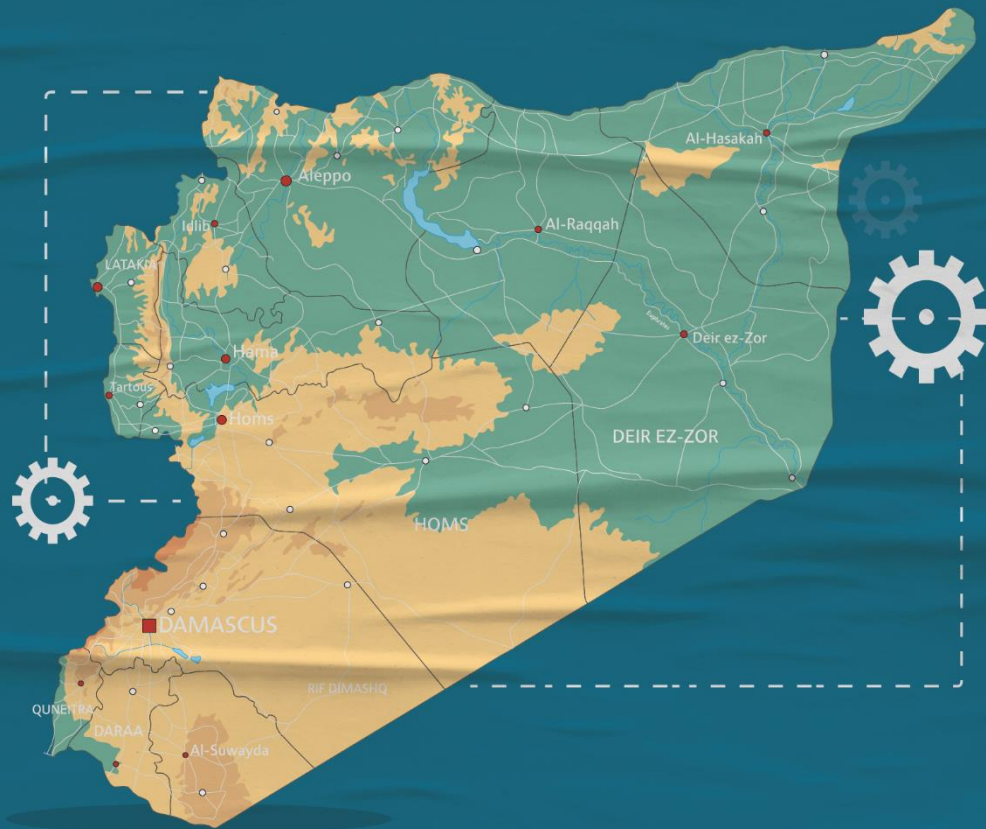 Al-Hasakah
Aleppo
Idlib
Al-Raqqah
LATAKIA
Euphrates
Deir ez-Zor
Hama
Tartous
Homs
DEIR EZ-ZOR
HOMS
DAMASCUS
RIF DIMASHQ
QUNEITRA
DARAA
Al-Suwayda